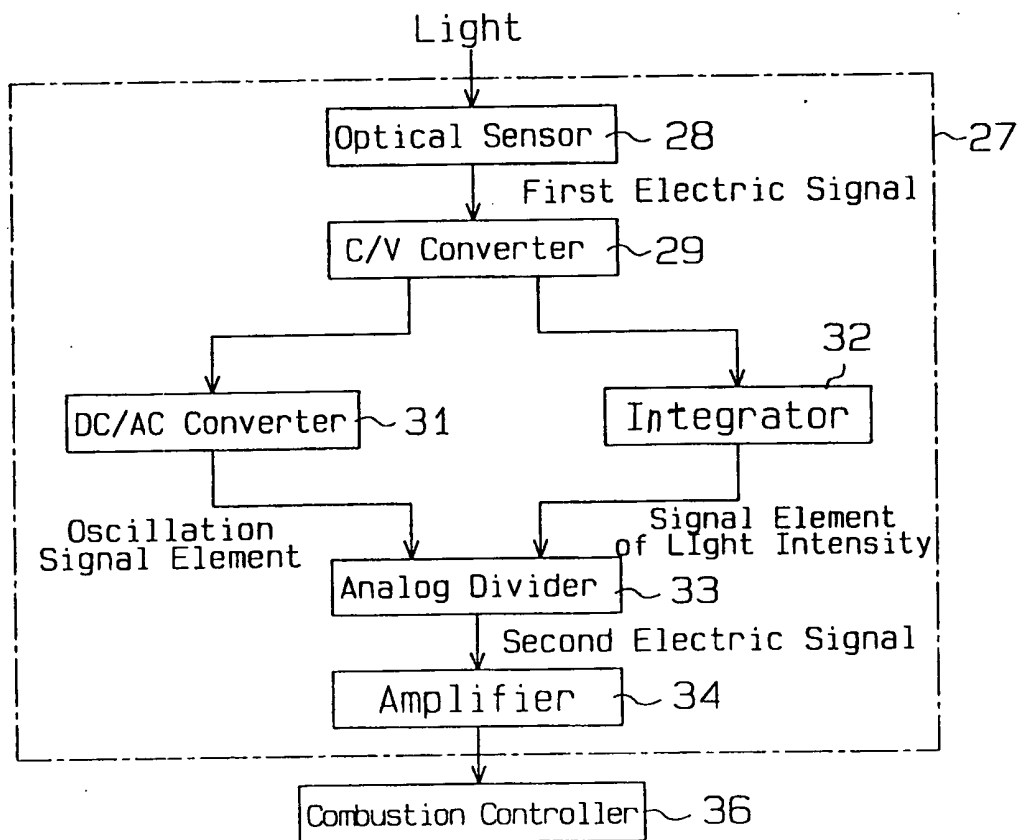 Light
27
Optical Sensor
28
First Electric Signal
C/V Converter
29
32
DC/AC Converter
31
Integrator
Oscillation
Signal Element
Signal Element
of LIght Intensity
Analog Divider
33
Second Electric Signal
Amplifier
34
Combustion Controller
36